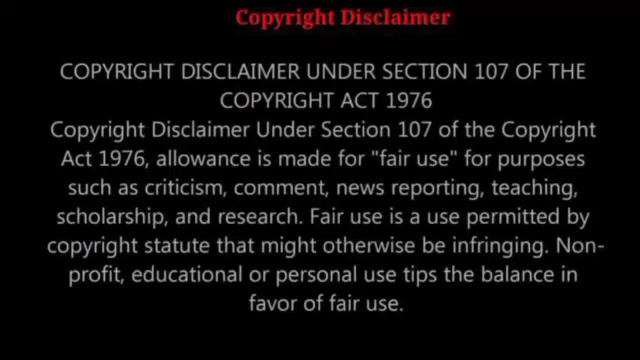 Copyright Disclaimer
COPYRIGHT DISCLAIMER UNDER SECTION 107 OF THE
COPYRIGHT ACT 1976
Copyright Disclaimer Under Section 107 of the Copyright
Act 1976, allowance is made for "fair use" for purposes
such as criticism, comment, news reporting, teaching,
scholarship, and research. Fair use is a use permitted by
copyright statute that might otherwise be infringing. Non-
profit, educational or personal use tips the balance in
favor of fair use.